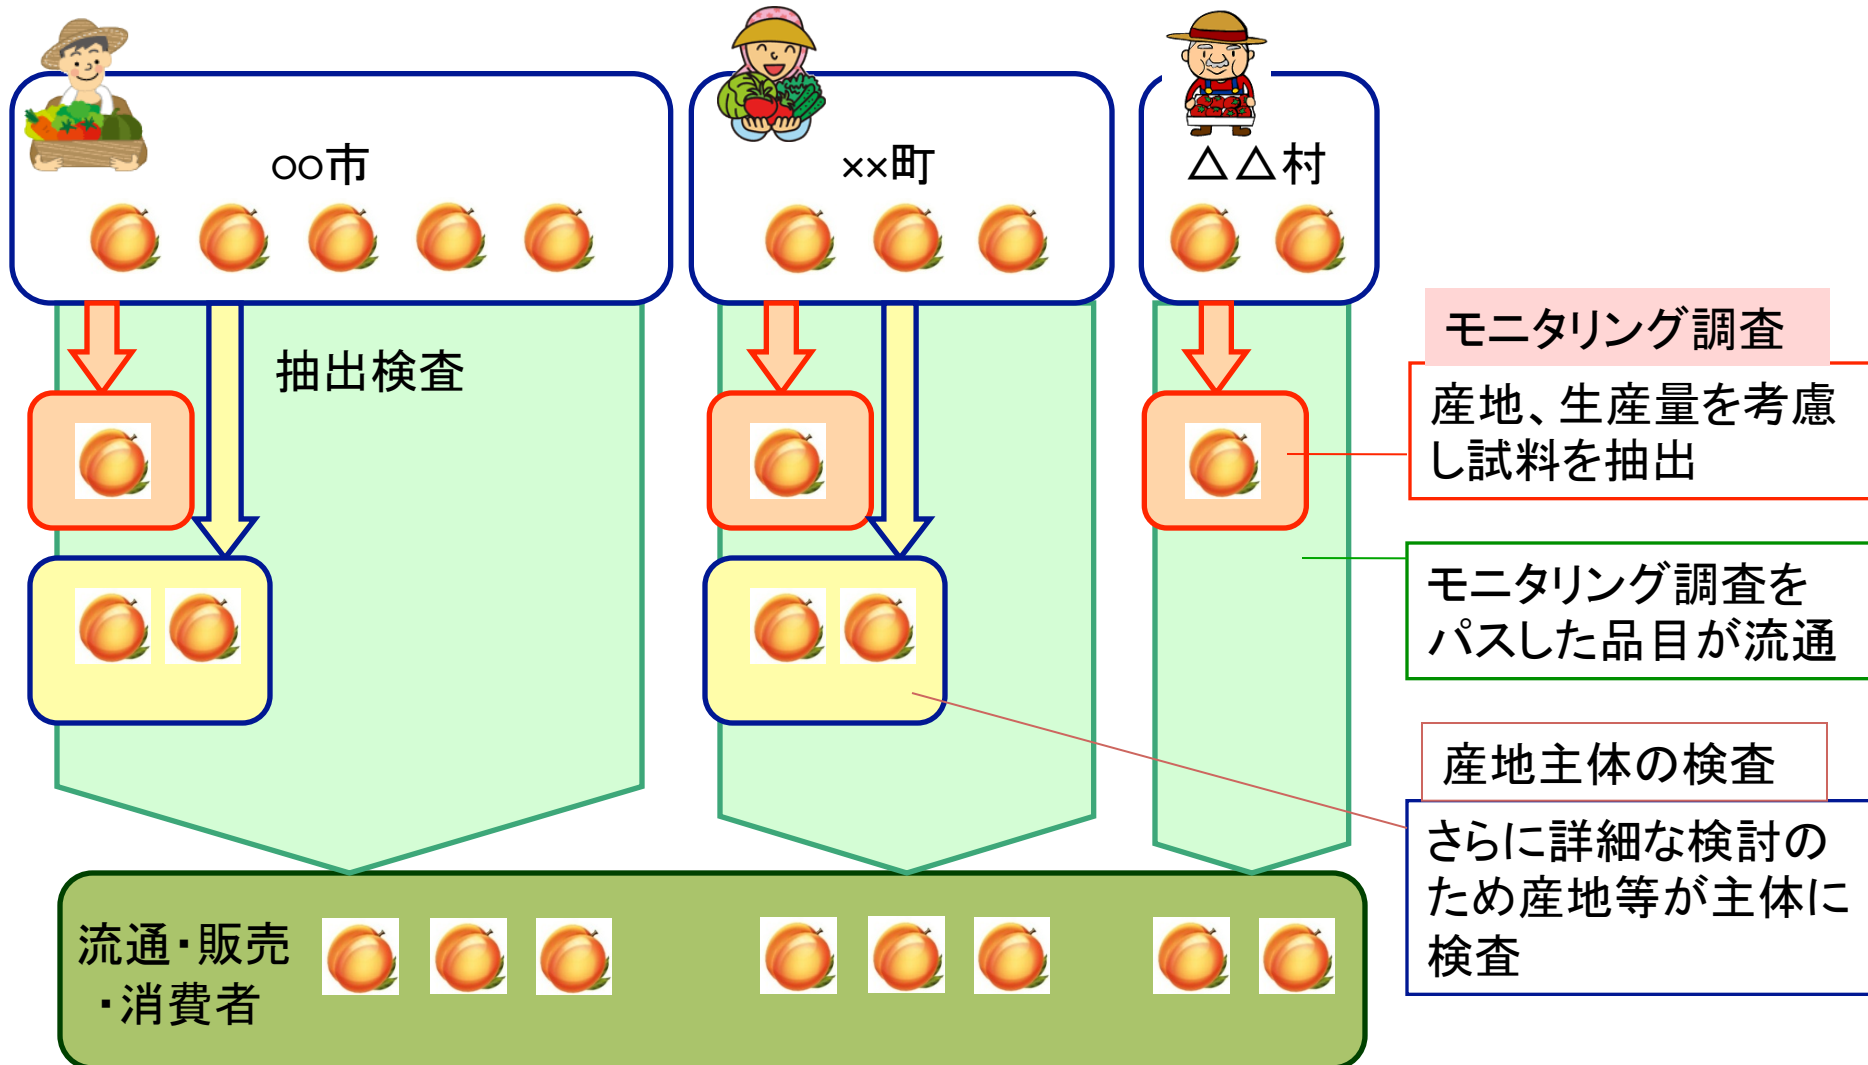 ○○市
××町
△△村
抽出検査
モニタリング調査
産地、生産量を考慮
し試料を抽出
モニタリング調査を
パスした品目が流通
産地主体の検査
さらに詳細な検討の
ため産地等が主体に
検査
流通・販売
・消費者